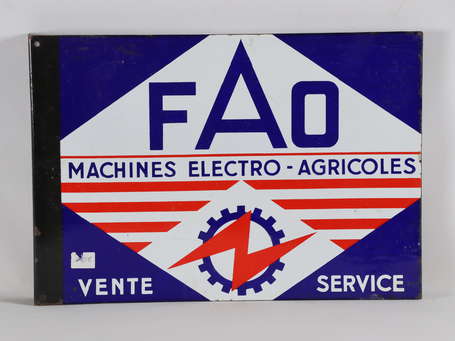 FAO
MACHINES ELECTRO - AGRICOLES
VENTE SERVICE